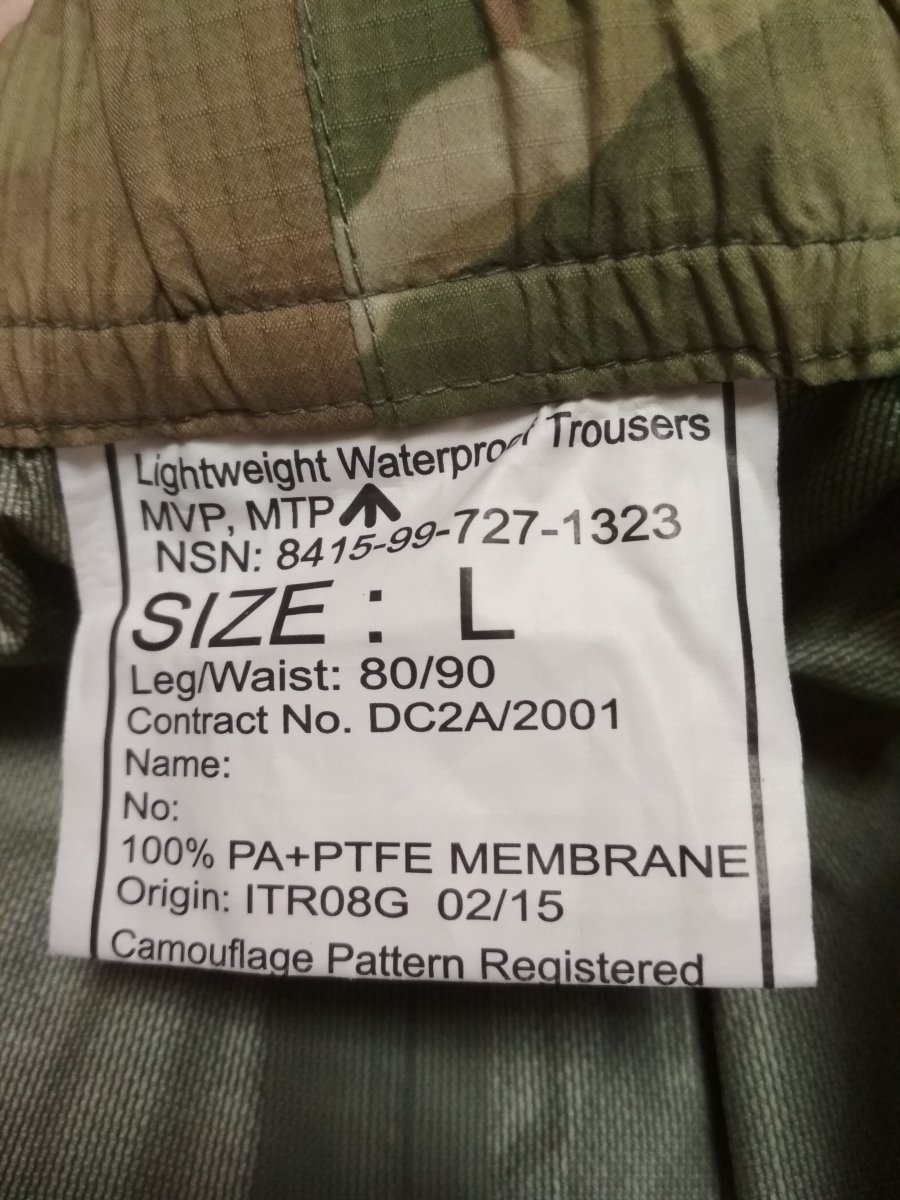 Lightweight Waterproof Trousers
MVP, MTP
NSN: 8415-99-727-1323
SIZE: L
Leg/Waist: 80/90
Contract No. DC2A/2001
Name:
No:
100% PA+PTFE MEMBRANE
Origin: ITR08G 02/15
Camouflage Pattern Registered